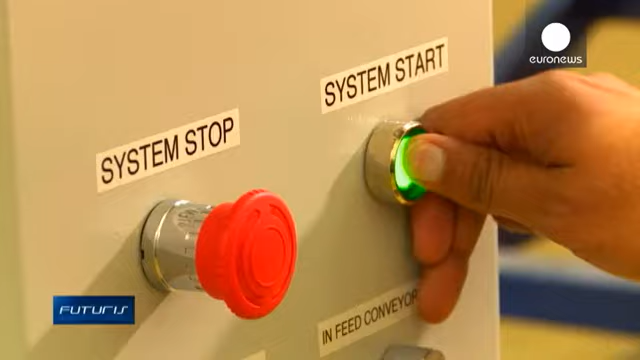 euronews
SYSTEM START
SYSTEM STOP
FUTURIS
IN FEED CONVEYOR